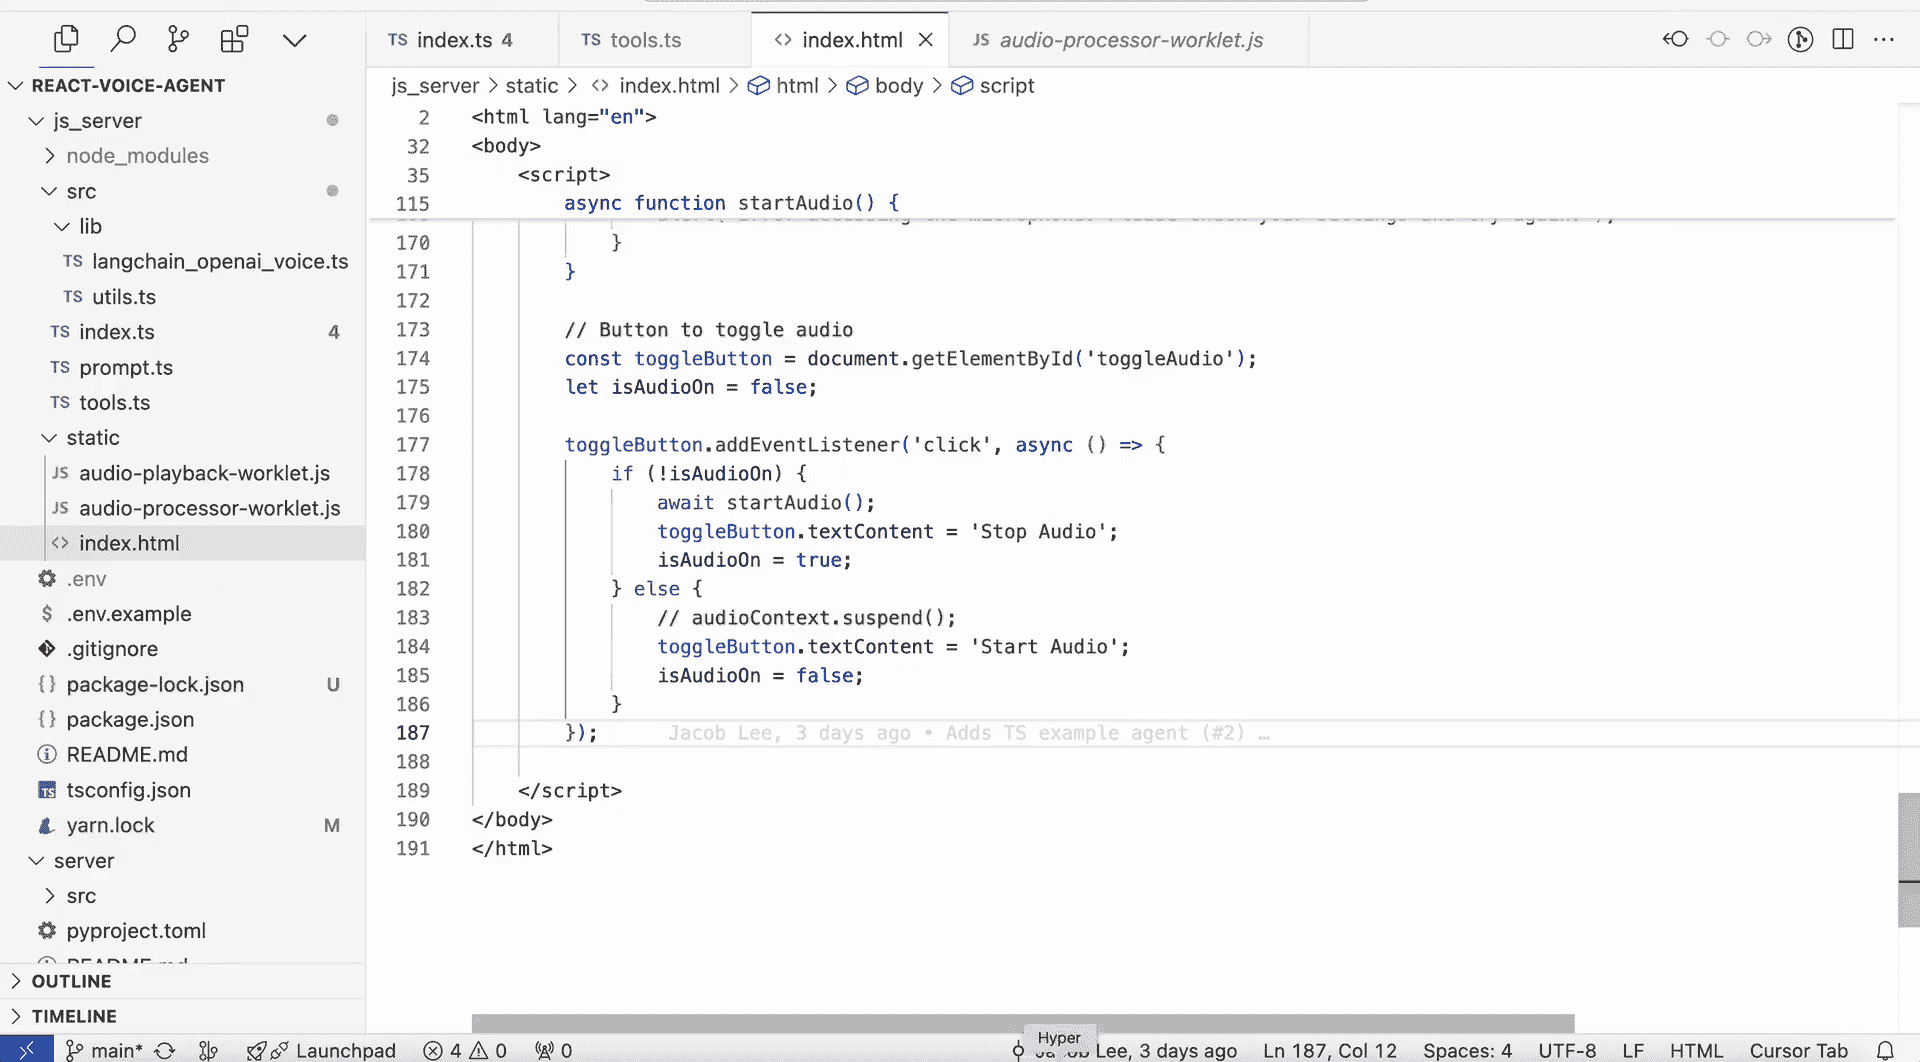 TS index.ts 4
TS tools.ts
<> index.html
JS audio-processor-worklet.js
REACT-VOICE-AGENT
js_server
node_modules
src
lib
TS langchain_openai_voice.ts
TS utils.ts
TS index.ts 4
TS prompt.ts
TS tools.ts
static
JS audio-playback-worklet.js
JS audio-processor-worklet.js
<> index.html
.env
$ .env.example
.gitignore
{} package-lock.json U
{} package.json
README.md
TS tsconfig.json
yarn.lock M
server
src
pyproject.toml
README.md
OUTLINE
TIMELINE
js_server > static > <> index.html > html > body > script
2 <html lang="en">
32 <body>
35 <script>
115 async function startAudio() {
170 }
171 }
172
173 // Button to toggle audio
174 const toggleButton = document.getElementById('toggleAudio');
175 let isAudioOn = false;
176
177 toggleButton.addEventListener('click', async () => {
178 if (!isAudioOn) {
179 await startAudio();
180 toggleButton.textContent = 'Stop Audio';
181 isAudioOn = true;
182 } else {
183 // audioContext.suspend();
184 toggleButton.textContent = 'Start Audio';
185 isAudioOn = false;
186 }
187 }); Jacob Lee, 3 days ago • Adds TS example agent (#2) …
188
189 </script>
190 </body>
191 </html>
Hyper
main* Launchpad 4 0 0 Lee, 3 days ago Ln 187, Col 12 Spaces: 4 UTF-8 LF HTML Cursor Tab